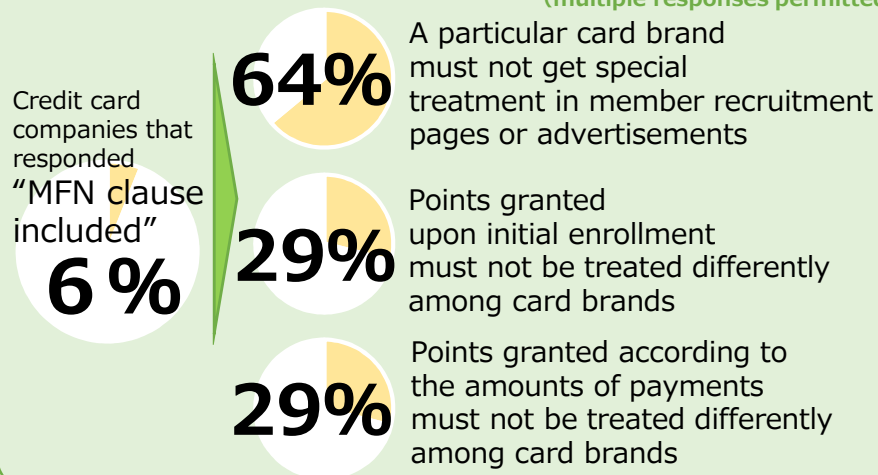 (multiple responses permitted
Credit card
companies that
responded
“MFN clause
included”
6%
64%
A particular card brand
must not get special
treatment in member recruitment
pages or advertisements
29%
Points granted
upon initial enrollment
must not be treated differently
among card brands
29%
Points granted according to
the amounts of payments
must not be treated differently
among card brands